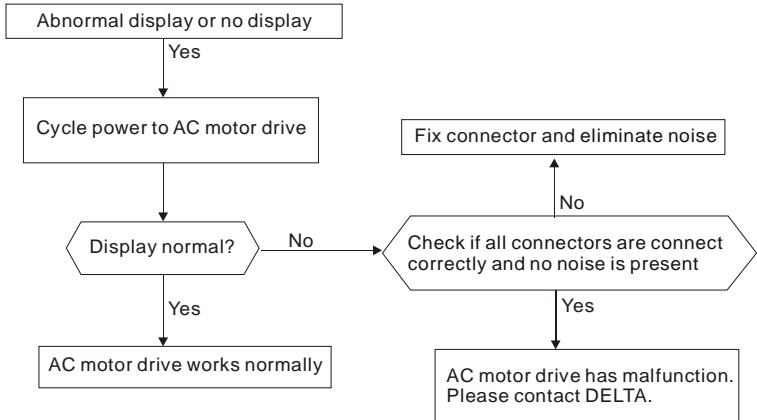 Abnormal display or no display
Yes
Cycle power to AC motor drive
Fix connector and eliminate noise
No
Display normal?
No
Check if all connectors are connect
correctly and no noise is present
Yes
Yes
AC motor drive works normally
AC motor drive has malfunction.
Please contact DELTA.